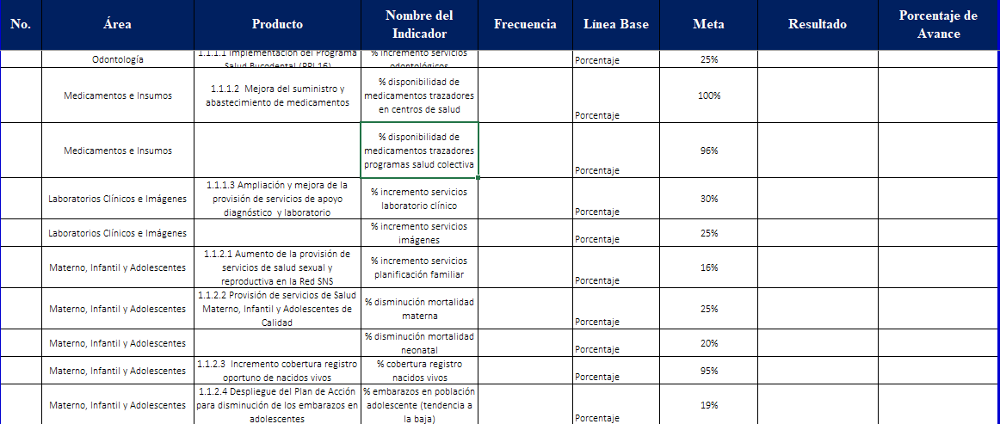 No. Área Producto Nombre del Indicador Frecuencia Línea Base Meta Resultado Porcentaje de Avance
Odontología
1.1.1.1 Implementación del Programa
Salud Bucodental (PPI 16)
% incremento servicios
odontológicos
Porcentaje
25%
Medicamentos e Insumos
1.1.1.2 Mejora del suministro y
abastecimiento de medicamentos
% disponibilidad de
medicamentos trazadores
en centros de salud
Porcentaje
100%
Medicamentos e Insumos
% disponibilidad de
medicamentos trazadores
programas salud colectiva
Porcentaje
96%
Laboratorios Clínicos e Imágenes
1.1.1.3 Ampliación y mejora de la
provisión de servicios de apoyo
diagnóstico y laboratorio
% incremento servicios
laboratorio clínico
Porcentaje
30%
Laboratorios Clínicos e Imágenes
% incremento servicios
imágenes
Porcentaje
25%
Materno, Infantil y Adolescentes
1.1.2.1 Aumento de la provisión de
servicios de salud sexual y
reproductiva en la Red SNS
% incremento servicios
planificación familiar
Porcentaje
16%
Materno, Infantil y Adolescentes
1.1.2.2 Provisión de servicios de Salud
Materno, Infantil y Adolescentes de
Calidad
% disminución mortalidad
materna
Porcentaje
25%
Materno, Infantil y Adolescentes
% disminución mortalidad
neonatal
Porcentaje
20%
Materno, Infantil y Adolescentes
1.1.2.3 Incremento cobertura registro
oportuno de nacidos vivos
% cobertura registro
nacidos vivos
Porcentaje
95%
Materno, Infantil y Adolescentes
1.1.2.4 Despliegue del Plan de Acción
para disminución de los embarazos en
adolescentes
% embarazos en población
adolescente (tendencia a
la baja)
Porcentaje
19%